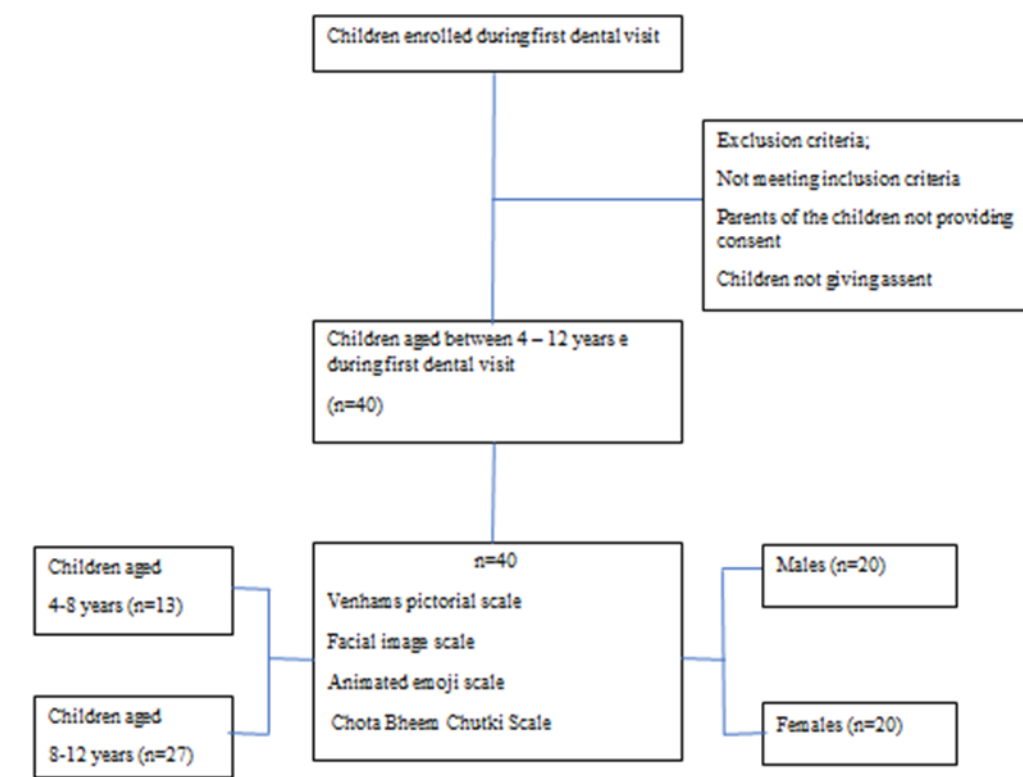 Children enrolled during first dental visit
Exclusion criteria;
Not meeting inclusion criteria
Parents of the children not providing
consent
Children not giving assent
Children aged between 4 – 12 years e
during first dental visit
(n=40)
Children aged
4-8 years (n=13)
Children aged
8-12 years (n=27)
n=40
Venhams pictorial scale
Facial image scale
Animated emoji scale
Chota Bheem Chutki Scale
Males (n=20)
Females (n=20)